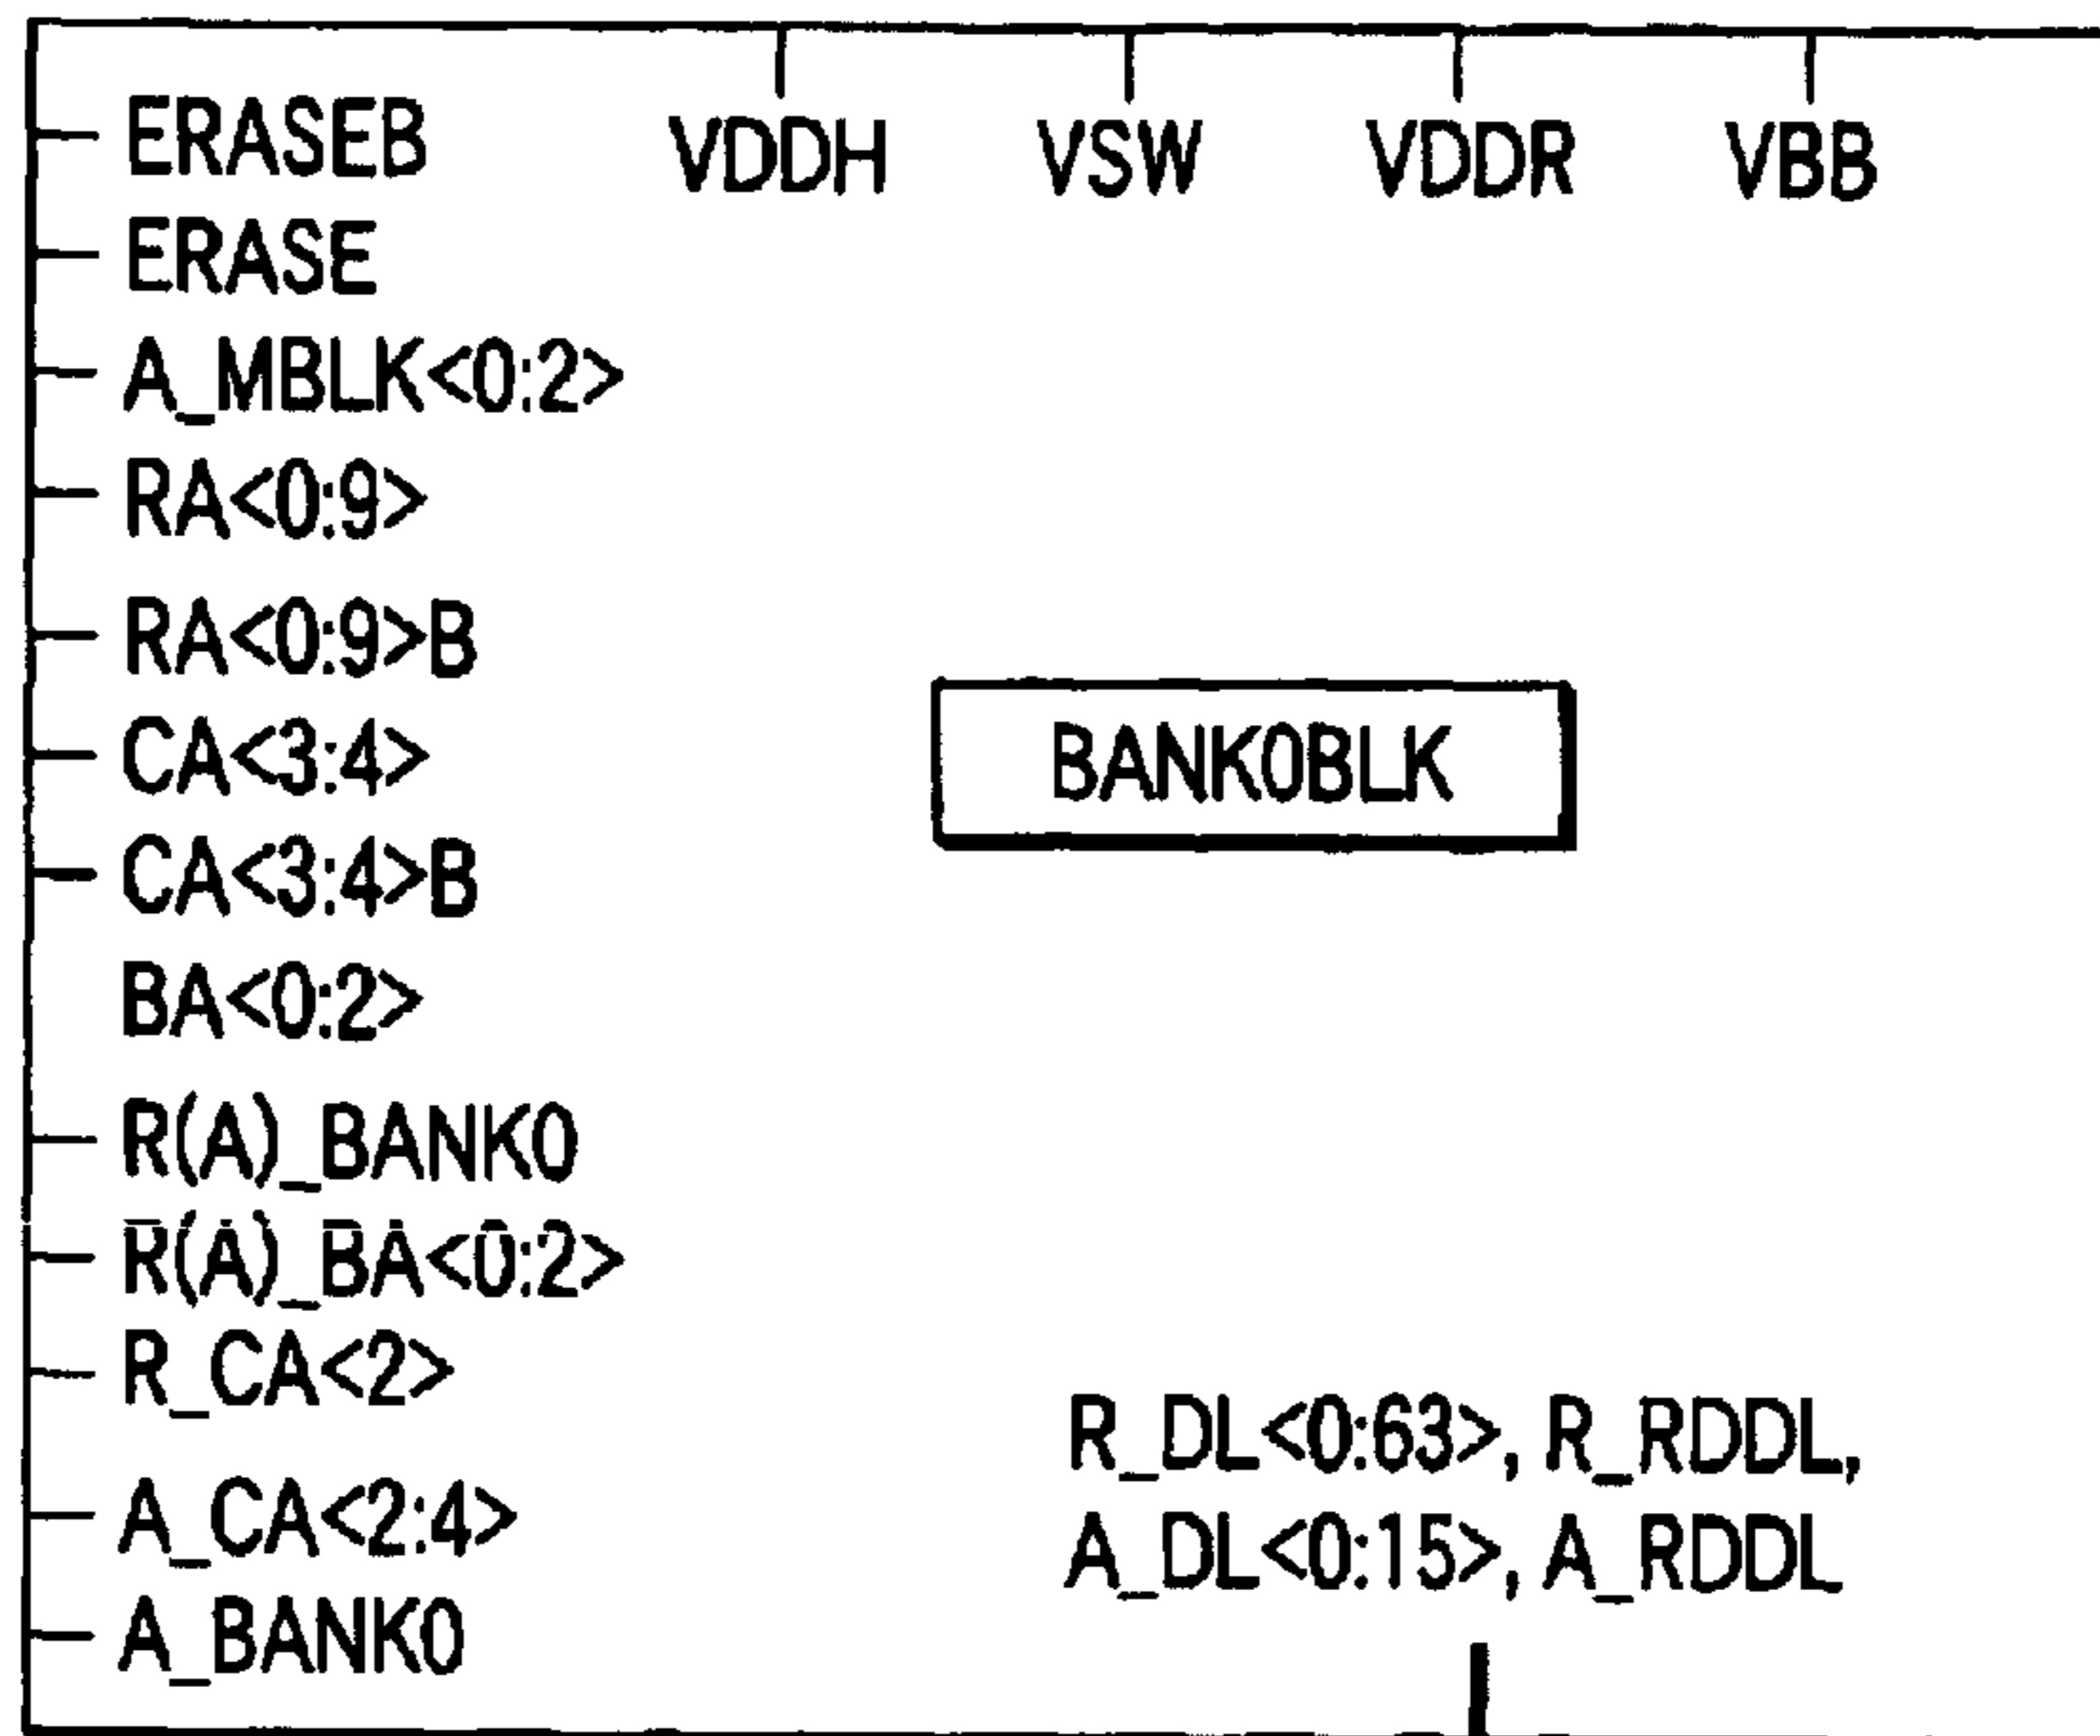 ERASEB
VDDH VSW VDDR VBB
ERASE
A_MBLK<0:2>
RA<0:9>
RA<0:9>B
CA<3:4>
BANK0BLK
CA<3:4>B
BA<0:2>
R(A)_BANK0
R(A)_BA<0:2>
R_CA<2>
R_DL<0:63>, R_RDDL,
A_CA<2:4>
A_DL<0:15>, A_RDDL
A_BANK0